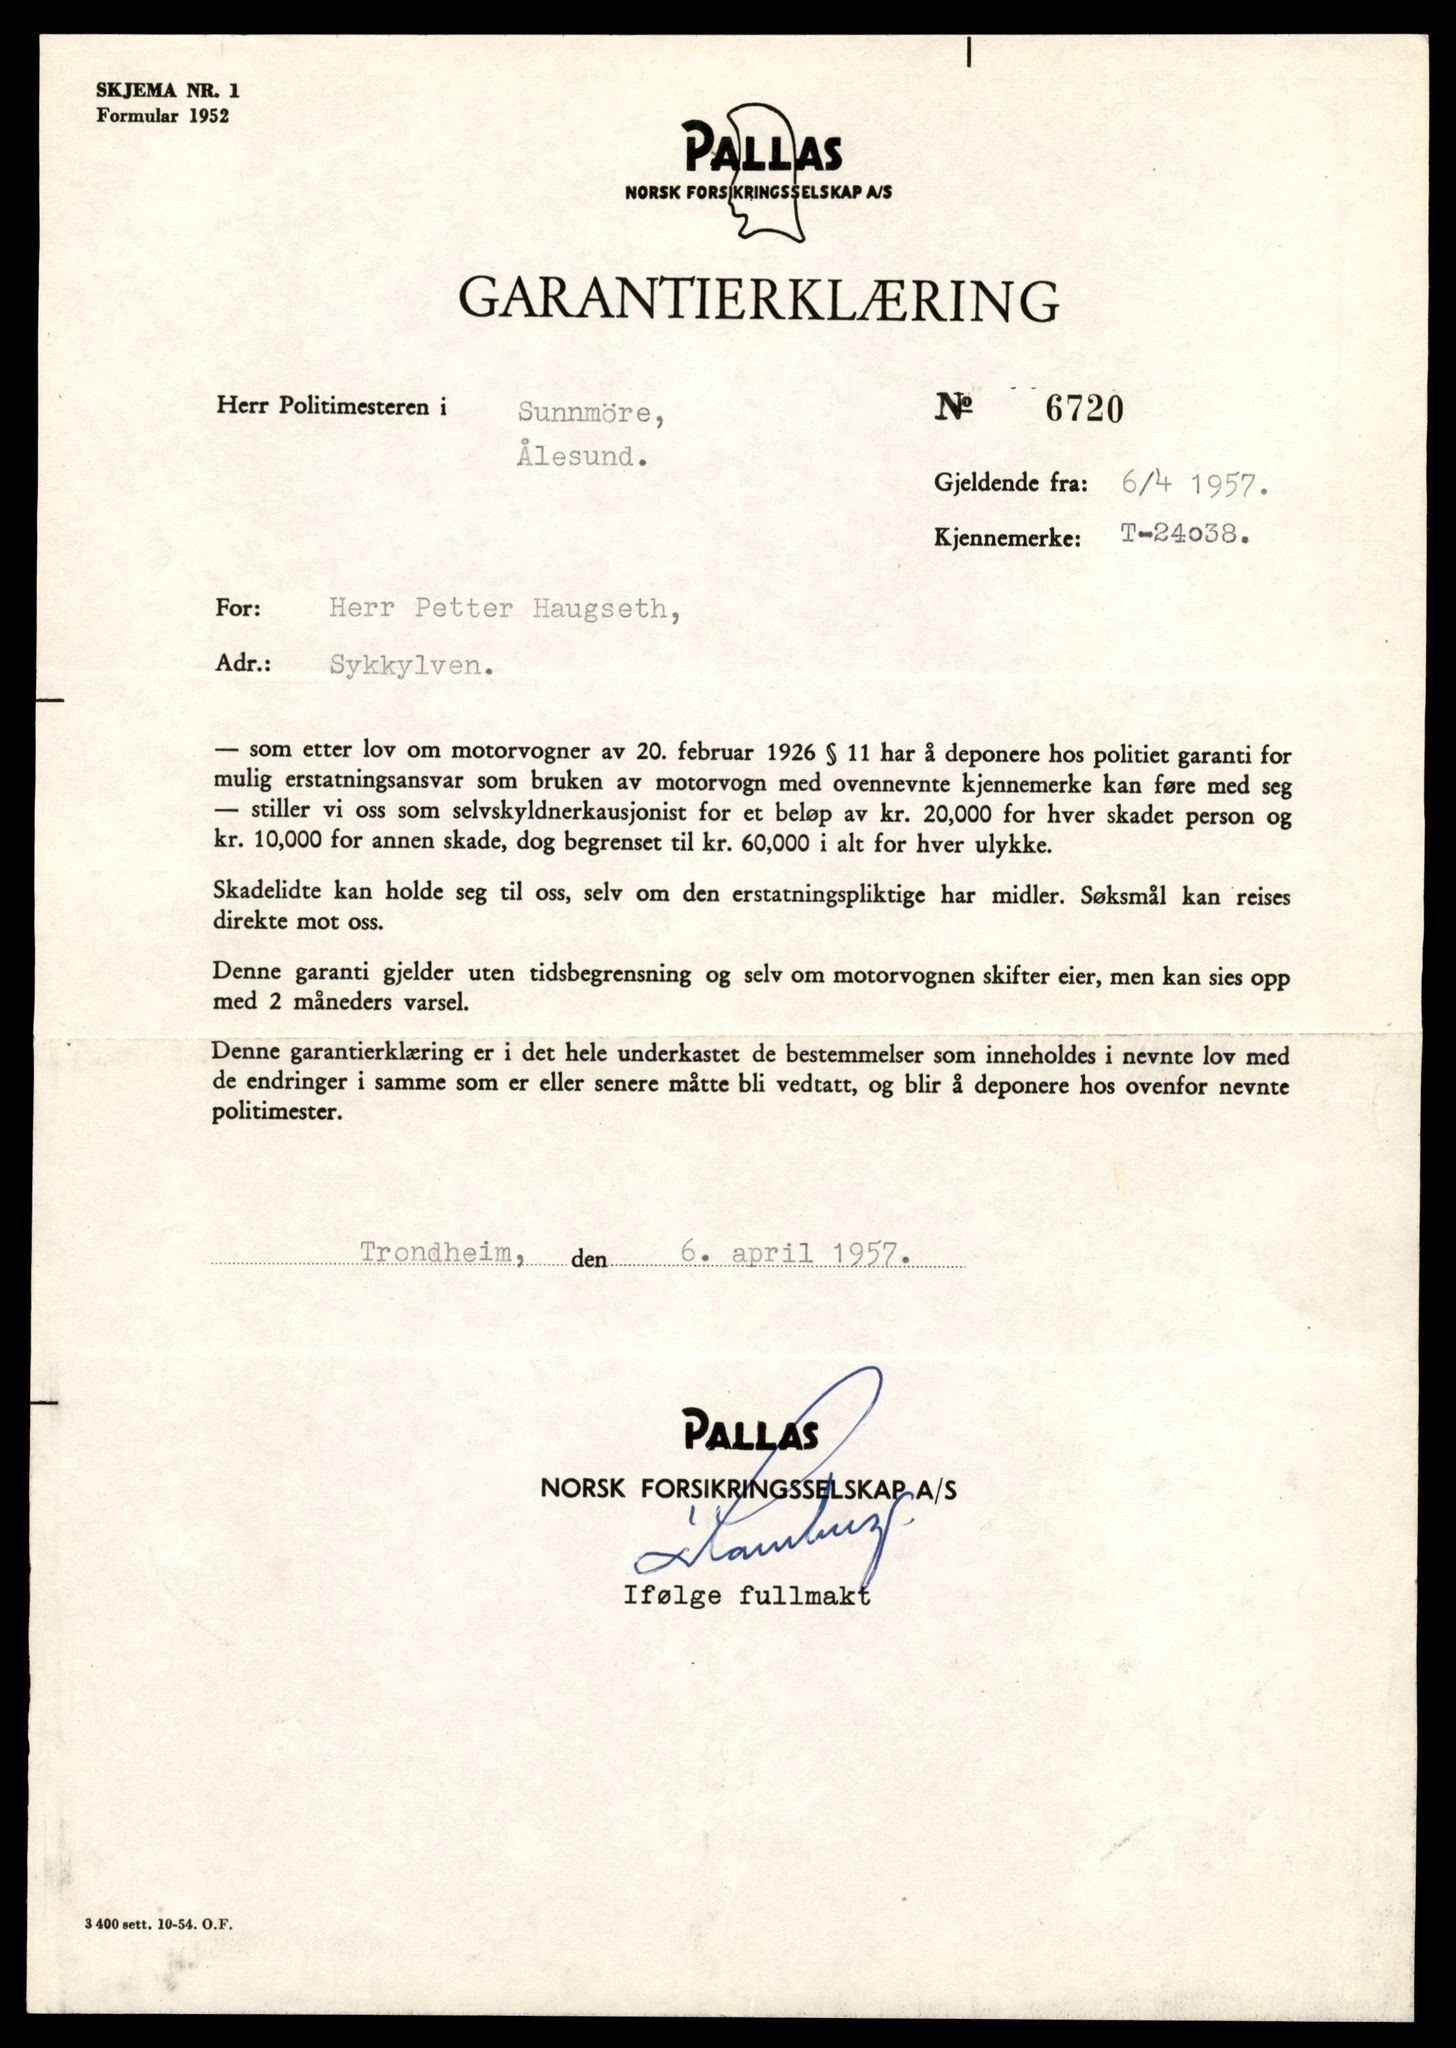 SKJEMA NR. 1
Formular 1952
PALLAS
NORSK FORSIKRINGSSELSKAP A/S
GARANTIERKLÆRING
Herr Politimesteren i Sunnmöre,
Ålesund.
№ 6720
Gjeldende fra: 6/4 1957.
Kjennemerke: T-24038.
For: Herr Petter Haugseth,
Adr.: Sykkylven.
— som etter lov om motorvogner av 20. februar 1926 § 11 har å deponere hos politiet garanti for
mulig erstatningsansvar som bruken av motorvogn med ovennevnte kjennemerke kan føre med seg
— stiller vi oss som selvskyldnerkausjonist for et beløp av kr. 20,000 for hver skadet person og
kr. 10,000 for annen skade, dog begrenset til kr. 60,000 i alt for hver ulykke.
Skadelidte kan holde seg til oss, selv om den erstatningspliktige har midler. Søksmål kan reises
direkte mot oss.
Denne garanti gjelder uten tidsbegrensning og selv om motorvognen skifter eier, men kan sies opp
med 2 måneders varsel.
Denne garantierklæring er i det hele underkastet de bestemmelser som inneholdes i nevnte lov med
de endringer i samme som er eller senere måtte bli vedtatt, og blir å deponere hos ovenfor nevnte
politimester.
Trondheim, den 6. april 1957.
PALLAS
NORSK FORSIKRINGSSELSKAP A/S
Ifølge fullmakt
3 400 sett. 10-54. O.F.